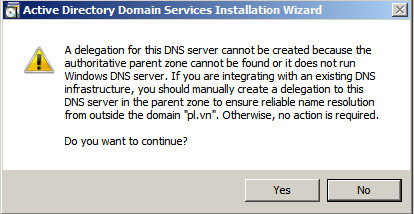 Active Directory Domain Services Installation Wizard
A delegation for this DNS server cannot be created because the
authoritative parent zone cannot be found or it does not run
Windows DNS server. If you are integrating with an existing DNS
infrastructure, you should manually create a delegation to this
DNS server in the parent zone to ensure reliable name resolution
from outside the domain "pl.vn". Otherwise, no action is required.
Do you want to continue?
Yes
No